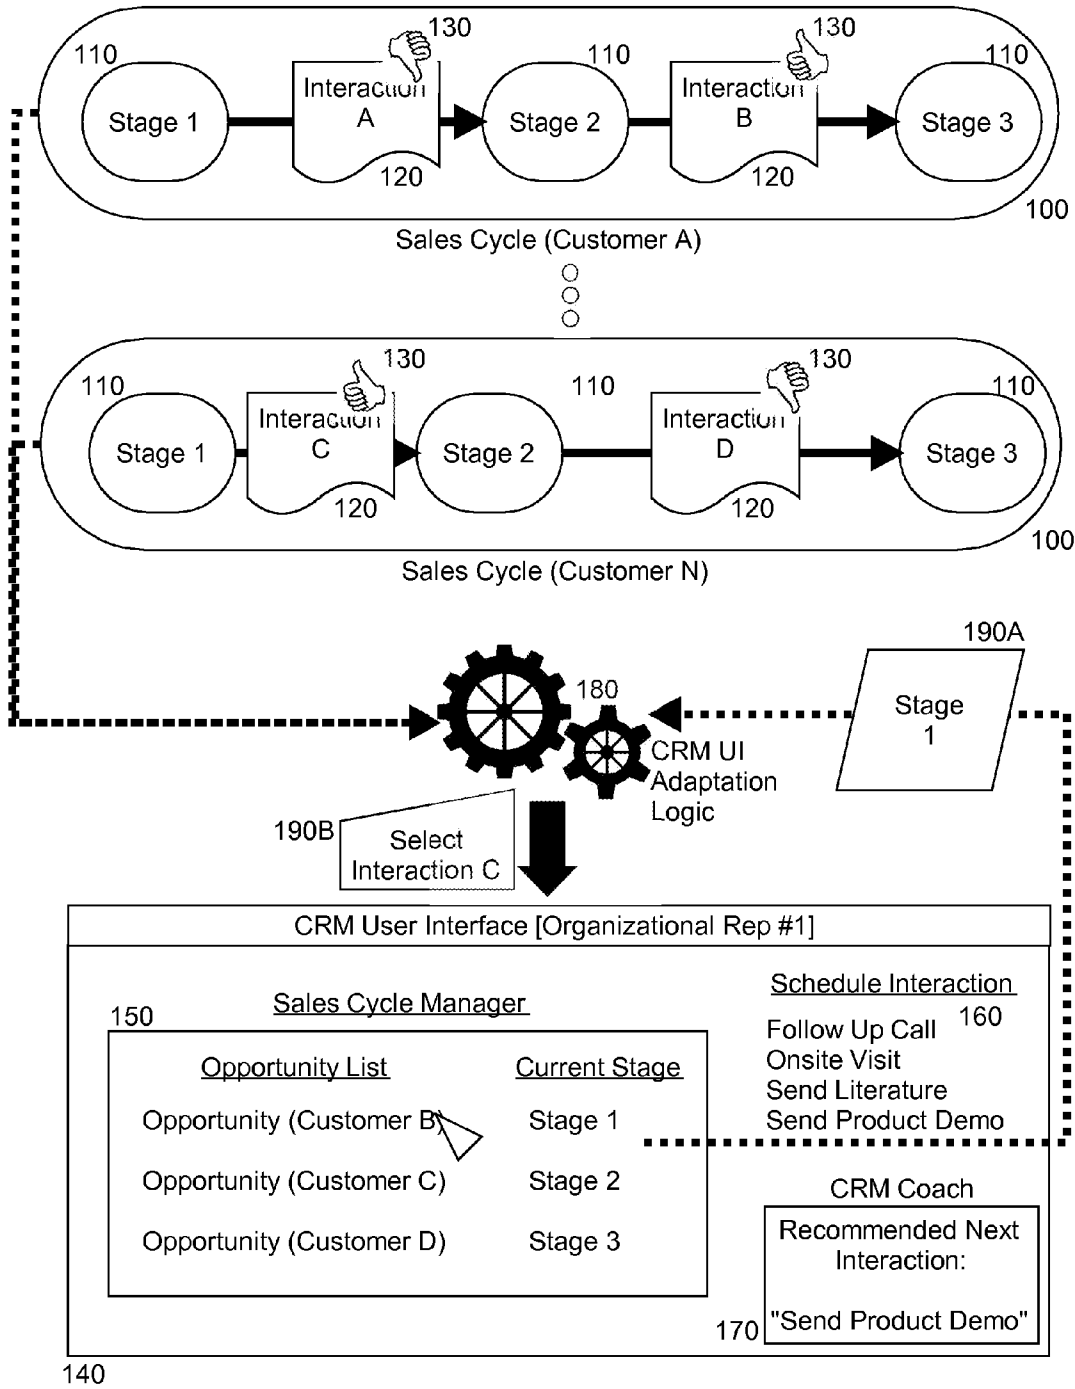 130
130
110
110
110
Interaction
A
Interaction
B
Stage 1
Stage 2
Stage 3
120
120
100
Sales Cycle (Customer A)
130
130
110
110
110
Interaction
C
Interaction
D
Stage 1
Stage 2
Stage 3
120
120
100
Sales Cycle (Customer N)
190A
Stage
1
180
CRM UI
Adaptation
Logic
190B
Select
Interaction C
CRM User Interface [Organizational Rep #1]
Sales Cycle Manager
150
Opportunity List
Current Stage
Opportunity (Customer B)
Stage 1
Opportunity (Customer C)
Stage 2
Opportunity (Customer D)
Stage 3
Schedule Interaction
160
Follow Up Call
Onsite Visit
Send Literature
Send Product Demo
CRM Coach
Recommended Next
Interaction:
"Send Product Demo"
170
140